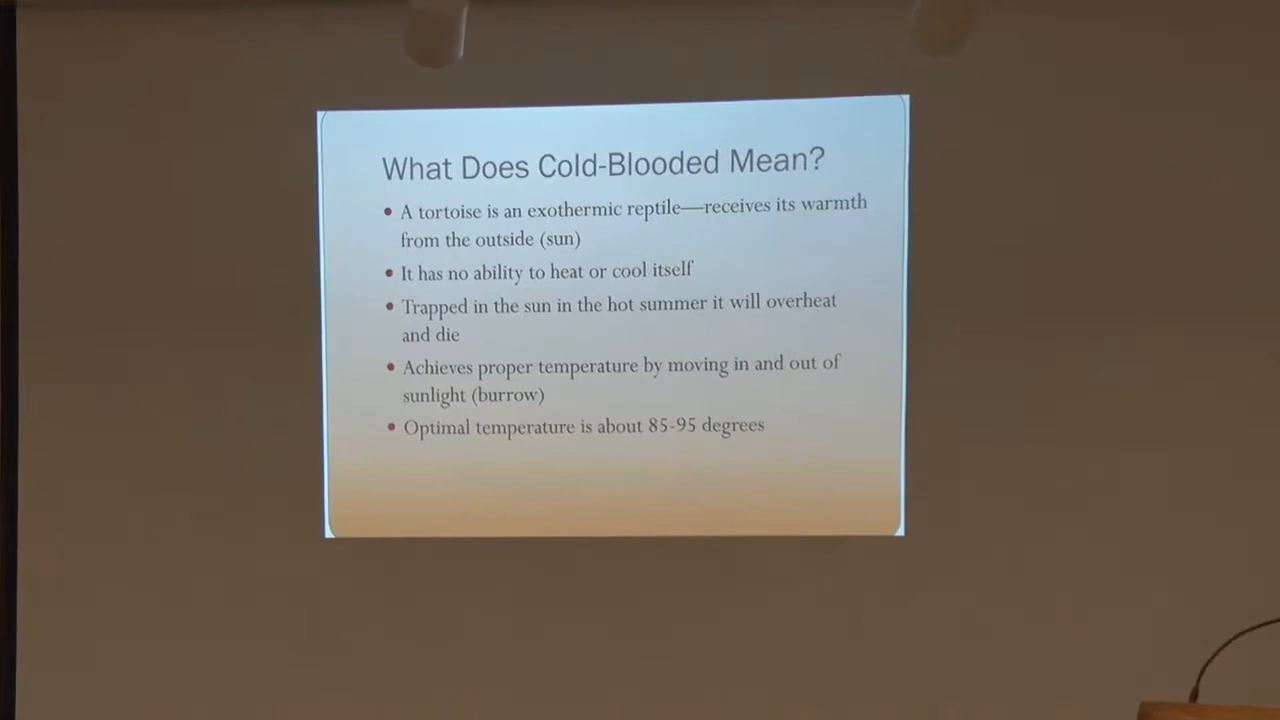 What Does Cold-Blooded Mean?
• A tortoise is an exothermic reptile—receives its warmth
from the outside (sun)
• It has no ability to heat or cool itself
• Trapped in the sun in the hot summer it will overheat
and die
• Achieves proper temperature by moving in and out of
sunlight (burrow)
• Optimal temperature is about 85-95 degrees